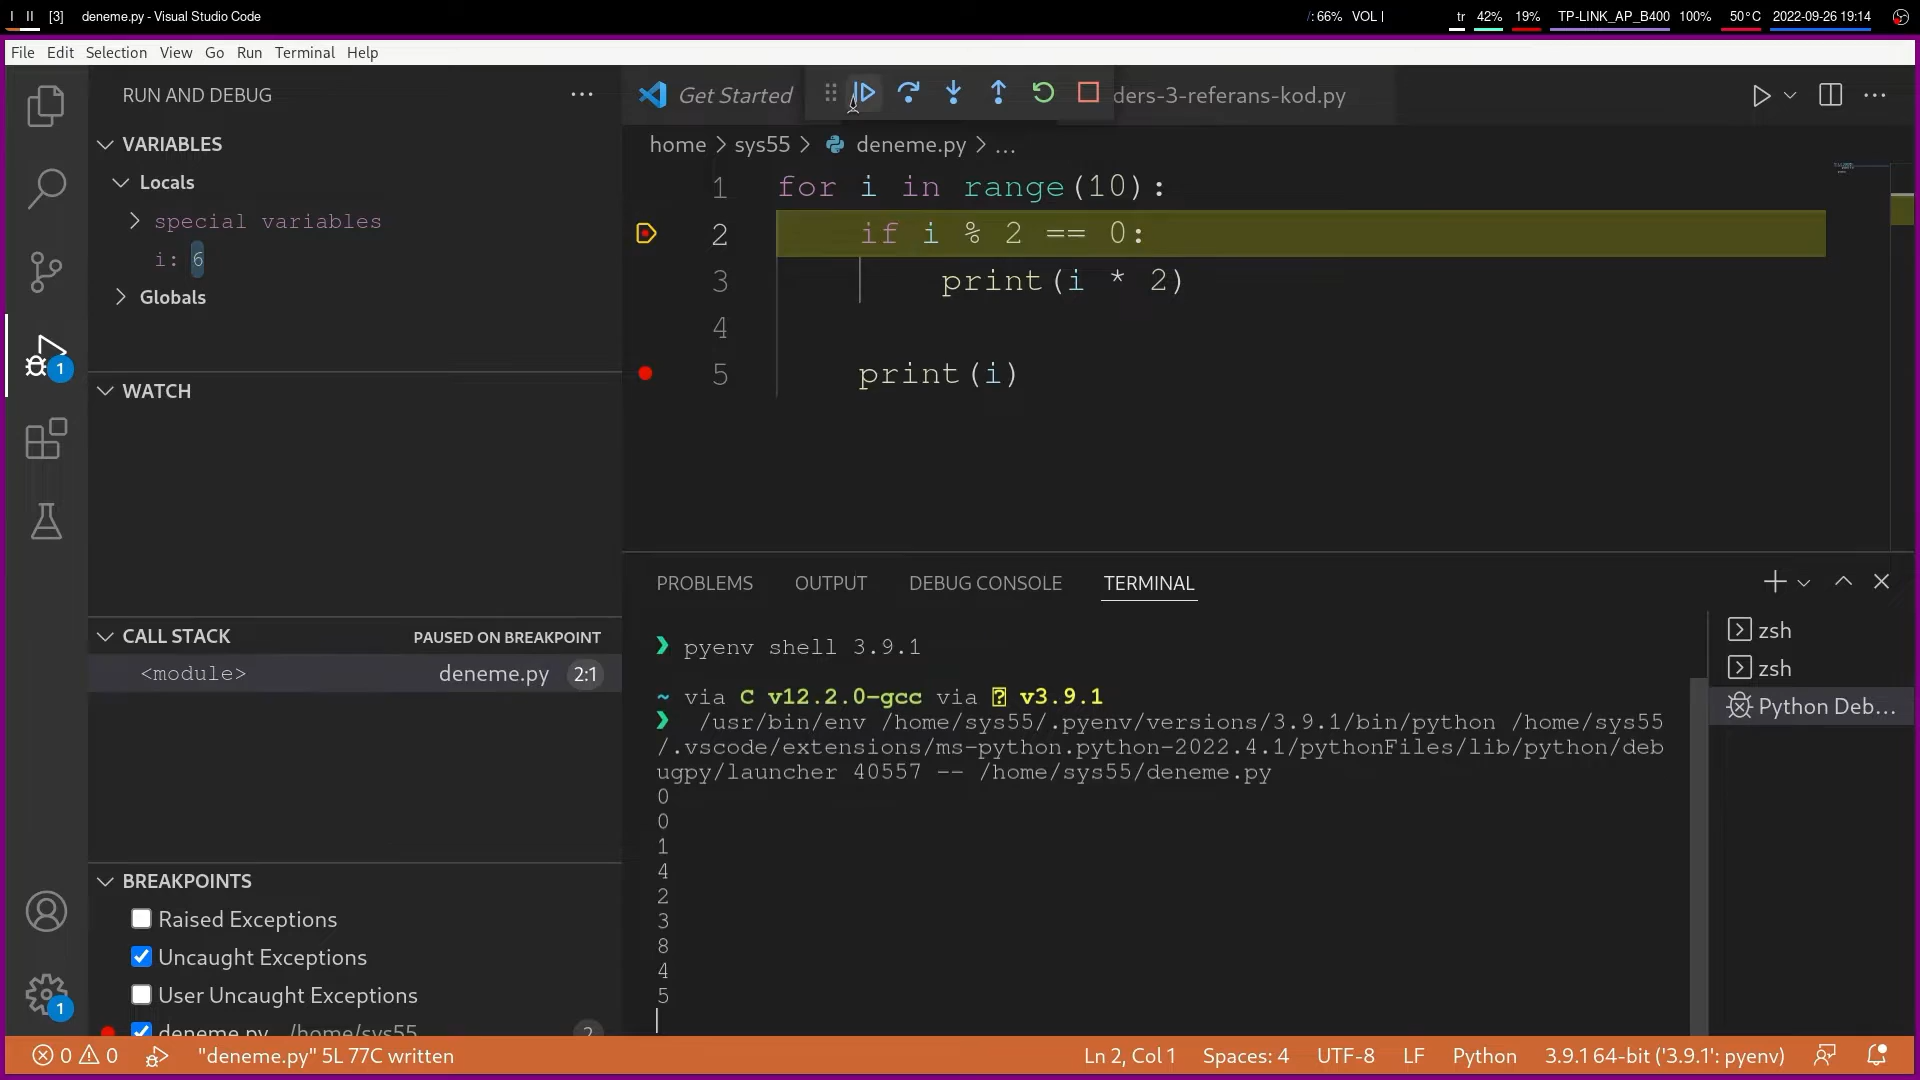 I II [3] deneme.py - Visual Studio Code /: 66% VOL | tr 42% 19% TP-LINK_AP_B400 100% 50°C 2022-09-26 19:14
File Edit Selection View Go Run Terminal Help
RUN AND DEBUG ...
VARIABLES
Locals
special variables
i: 6
Globals
WATCH
CALL STACK PAUSED ON BREAKPOINT
<module> deneme.py 2:1
BREAKPOINTS
Raised Exceptions
Uncaught Exceptions
User Uncaught Exceptions
deneme.py /home/sys55 2
1
1
Get Started ders-3-referans-kod.py
home > sys55 > deneme.py > ...
1 for i in range(10):
2 if i % 2 == 0:
3 print(i * 2)
4
5 print(i)
PROBLEMS OUTPUT DEBUG CONSOLE TERMINAL
❯ pyenv shell 3.9.1
~ via C v12.2.0-gcc via v3.9.1
❯ /usr/bin/env /home/sys55/.pyenv/versions/3.9.1/bin/python /home/sys55
/.vscode/extensions/ms-python.python-2022.4.1/pythonFiles/lib/python/deb
ugpy/launcher 40557 -- /home/sys55/deneme.py
0
0
1
4
2
3
8
4
5
zsh
zsh
Python Deb...
0 0 "deneme.py" 5L 77C written Ln 2, Col 1 Spaces: 4 UTF-8 LF Python 3.9.1 64-bit ('3.9.1': pyenv)